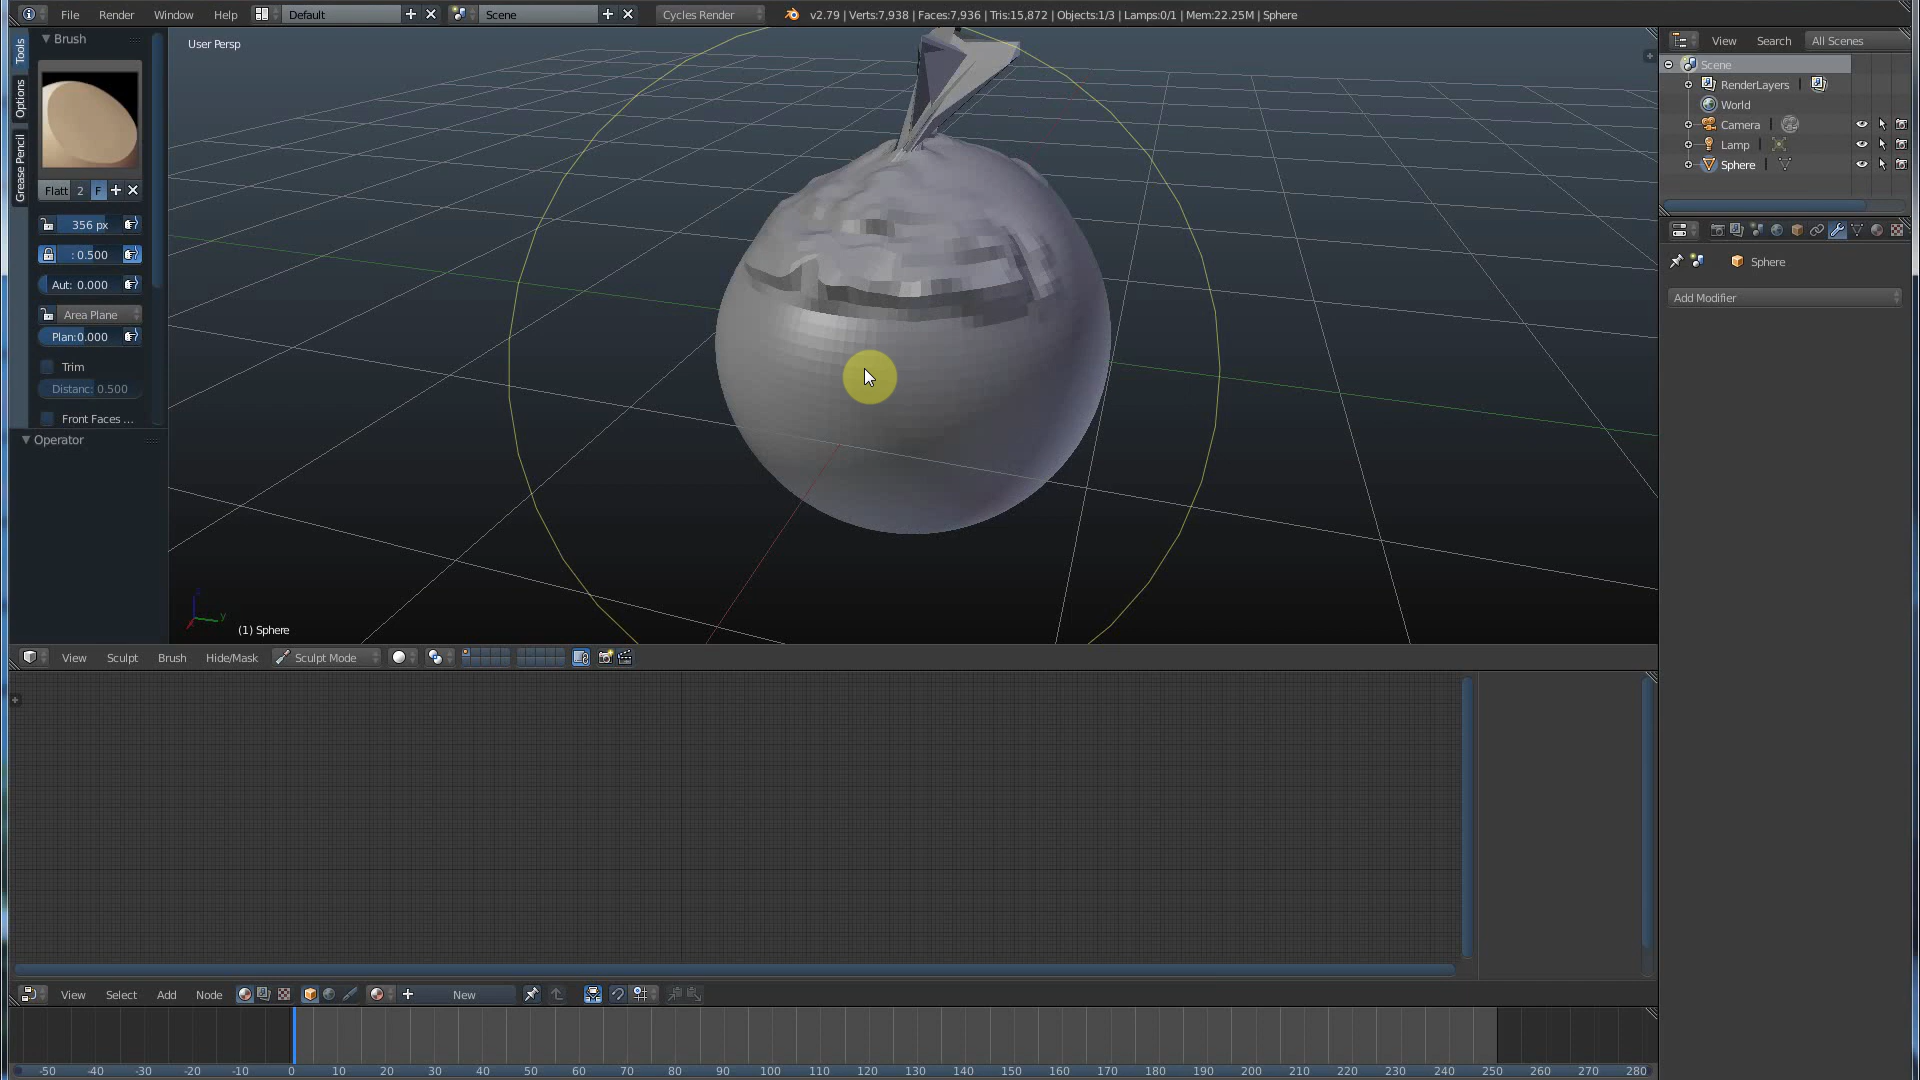 File Render Window Help Default Scene Cycles Render v2.79 | Verts:7,938 | Faces:7,936 | Tris:15,872 | Objects:1/3 | Lamps:0/1 | Mem:22.25M | Sphere
Tools
Options
Grease Pencil
Brush
Flatt 2 F
356 px
: 0.500
Aut: 0.000
Area Plane
Plan:0.000
Trim
Distanc: 0.500
Front Faces ...
Operator
User Persp
y
(1) Sphere
View Sculpt Brush Hide/Mask Sculpt Mode
View Search All Scenes
Scene
RenderLayers
World
Camera
Lamp
Sphere
Sphere
Add Modifier
View Select Add Node New
-50 -40 -30 -20 -10 0 10 20 30 40 50 60 70 80 90 100 110 120 130 140 150 160 170 180 190 200 210 220 230 240 250 260 270 280